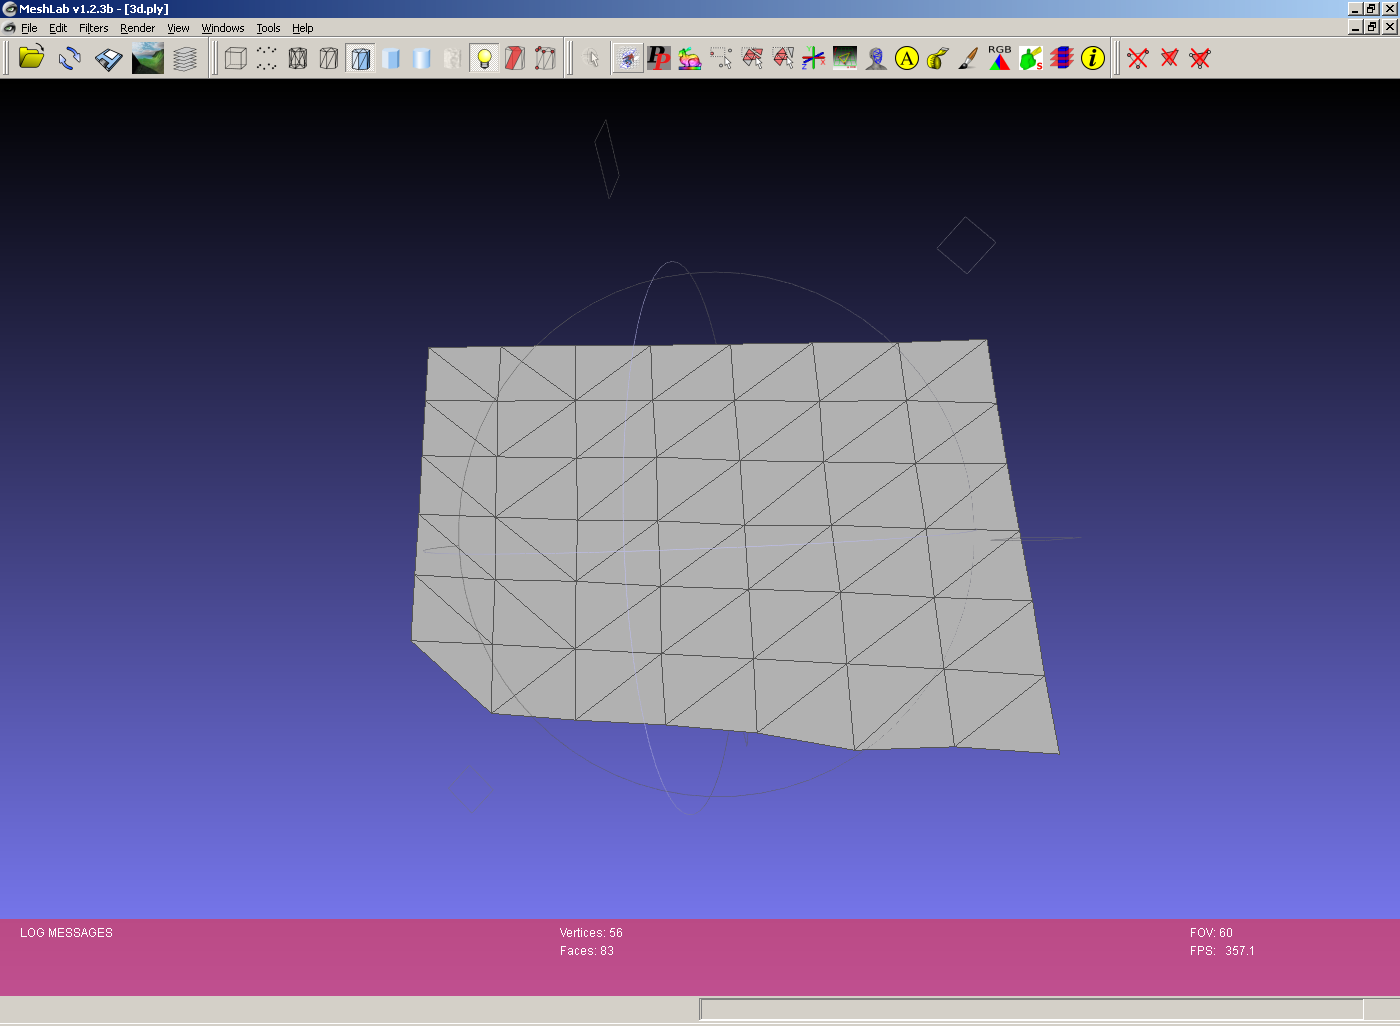 MeshLab v1.2.3b - [3d.ply]
File Edit Filters Render View Windows Tools Help
PP A RGB S i
LOG MESSAGES Vertices: 56 FOV: 60
Faces: 83 FPS: 357.1